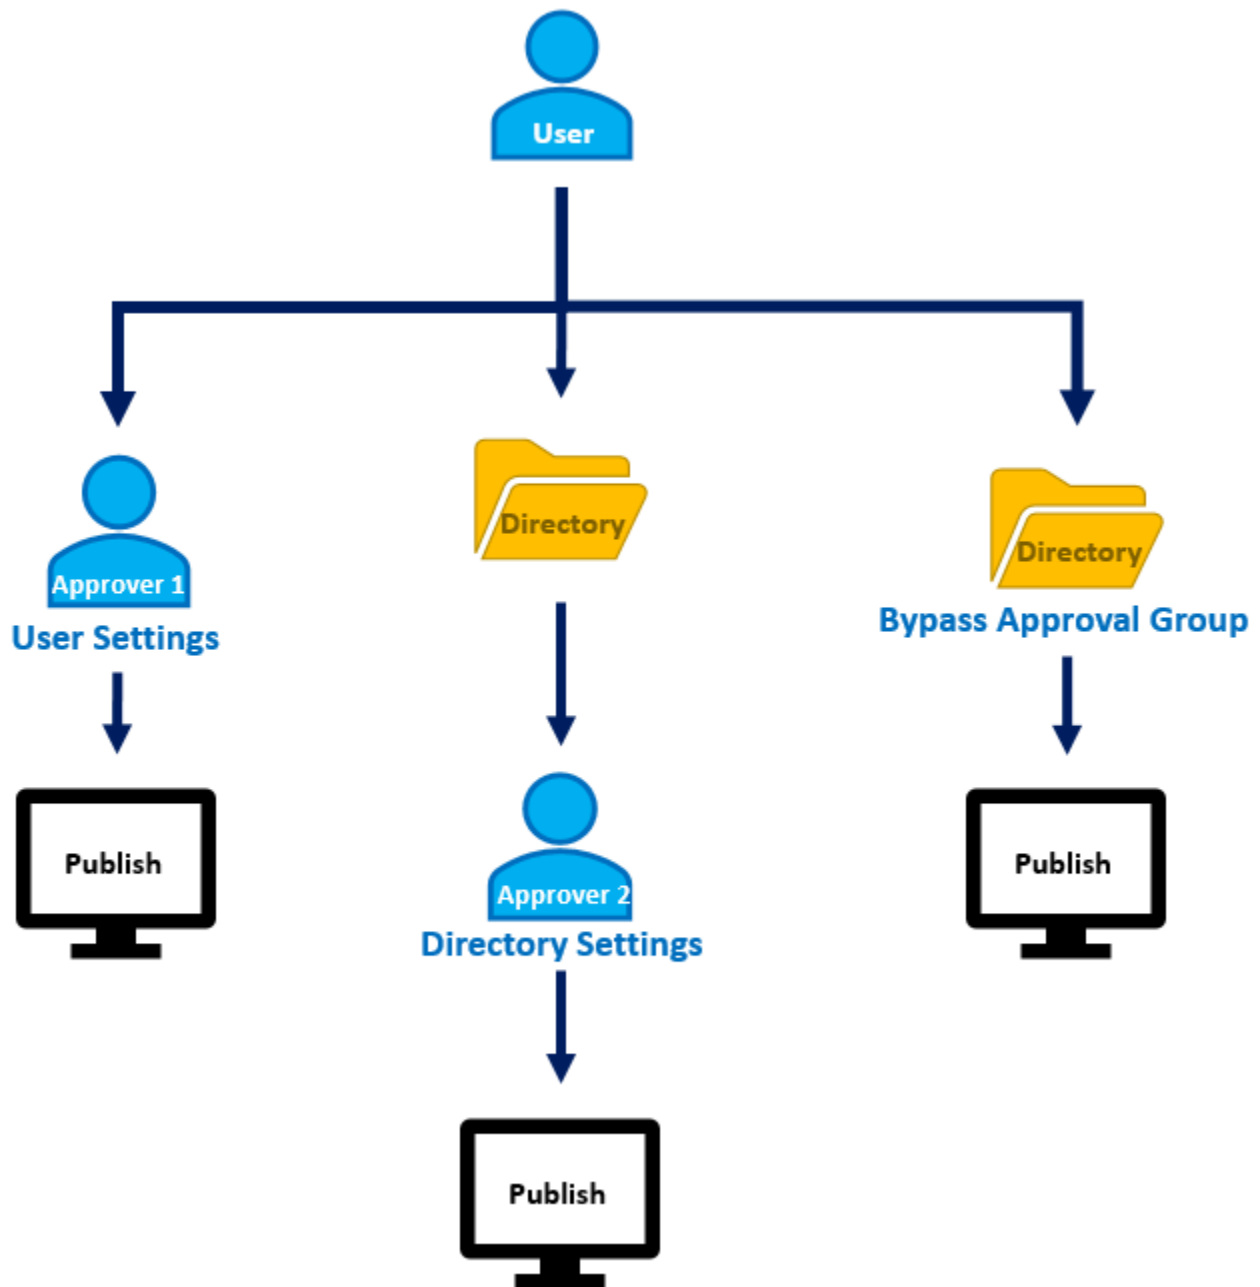 User
Directory
Directory
Approver 1
Bypass Approval Group
User Settings
Publish
Publish
Approver 2
Directory Settings
Publish